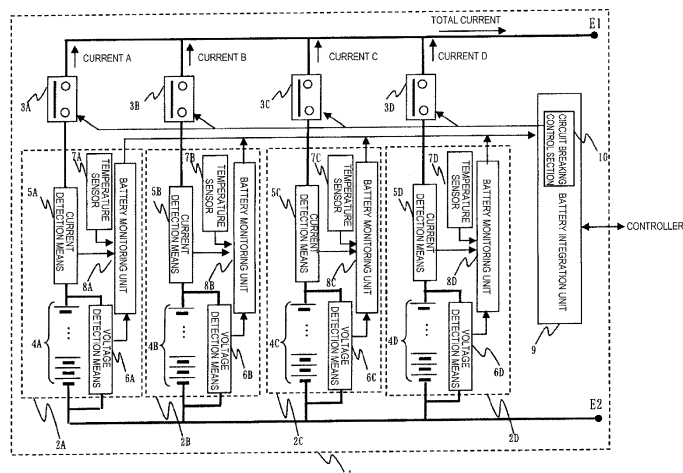 TOTAL CURRENT
E1
CURRENT A
CURRENT B
CURRENT C
CURRENT D
3A
3B
3C
3D
CIRCUIT BREAKING CONTROL SECTION
10
BATTERY INTEGRATION UNIT
CONTROLLER
9
7A
TEMPERATURE SENSOR
BATTERY MONITORING UNIT
5A
CURRENT DETECTION MEANS
8A
4A
VOLTAGE DETECTION MEANS
6A
2A
7B
TEMPERATURE SENSOR
BATTERY MONITORING UNIT
5B
CURRENT DETECTION MEANS
8B
4B
VOLTAGE DETECTION MEANS
6B
2B
7C
TEMPERATURE SENSOR
BATTERY MONITORING UNIT
5C
CURRENT DETECTION MEANS
8C
4C
VOLTAGE DETECTION MEANS
6C
2C
7D
TEMPERATURE SENSOR
BATTERY MONITORING UNIT
5D
CURRENT DETECTION MEANS
8D
4D
VOLTAGE DETECTION MEANS
6D
2D
E2